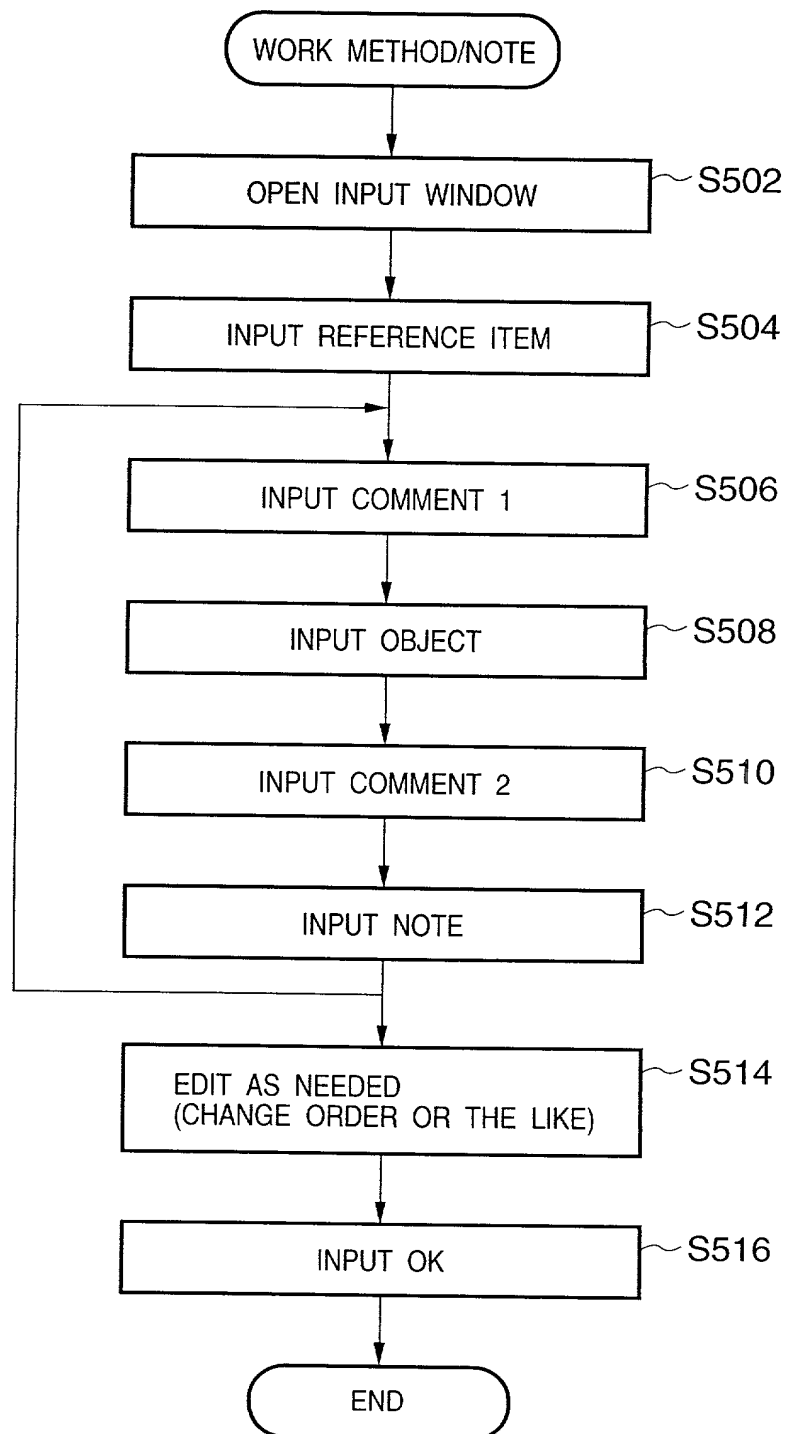 WORK METHOD/NOTE
OPEN INPUT WINDOW
S502
INPUT REFERENCE ITEM
S504
INPUT COMMENT 1
S506
INPUT OBJECT
S508
INPUT COMMENT 2
S510
INPUT NOTE
S512
EDIT AS NEEDED
(CHANGE ORDER OR THE LIKE)
S514
INPUT OK
S516
END